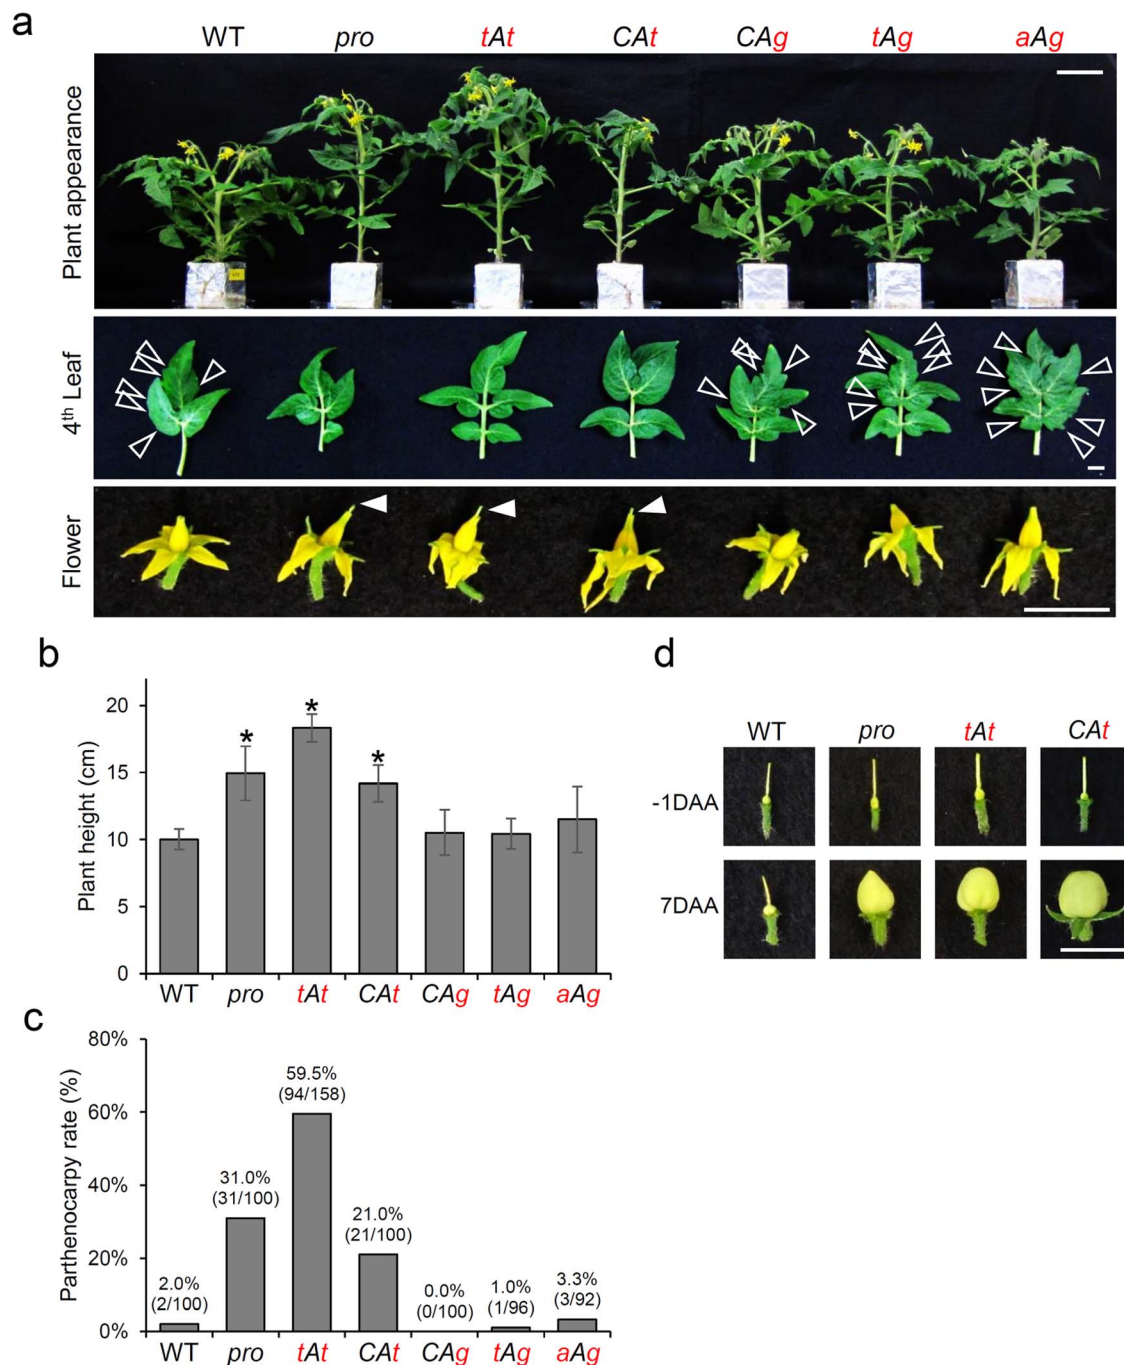 a
WT pro tAt CAt CAg tAg aAg
Plant appearance
4th Leaf
Flower
b
Plant height (cm)
20
15
10
5
0
* * *
WT pro tAt CAt CAg tAg aAg
c
Parthenocarpy rate (%)
80%
60%
40%
20%
0%
2.0%
(2/100)
31.0%
(31/100)
59.5%
(94/158)
21.0%
(21/100)
0.0%
(0/100)
1.0%
(1/96)
3.3%
(3/92)
WT pro tAt CAt CAg tAg aAg
d
WT pro tAt CAt
-1DAA
7DAA